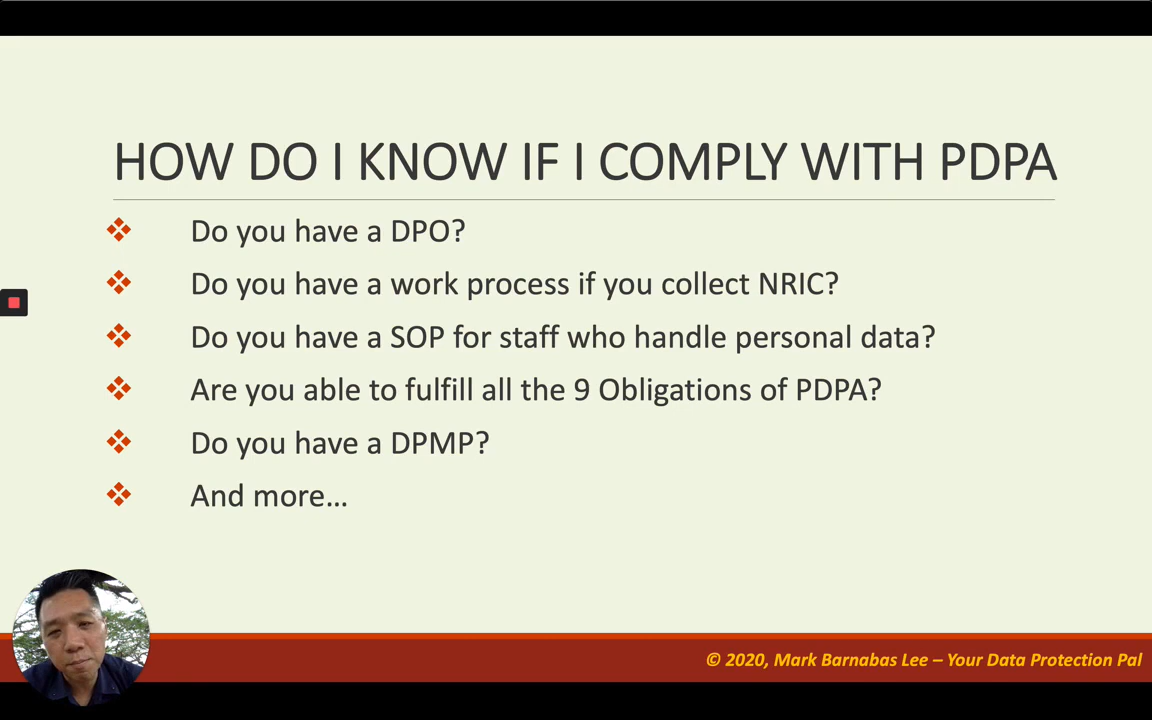 HOW DO I KNOW IF I COMPLY WITH PDPA
Do you have a DPO?
Do you have a work process if you collect NRIC?
Do you have a SOP for staff who handle personal data?
Are you able to fulfill all the 9 Obligations of PDPA?
Do you have a DPMP?
And more…
© 2020, Mark Barnabas Lee – Your Data Protection Pal